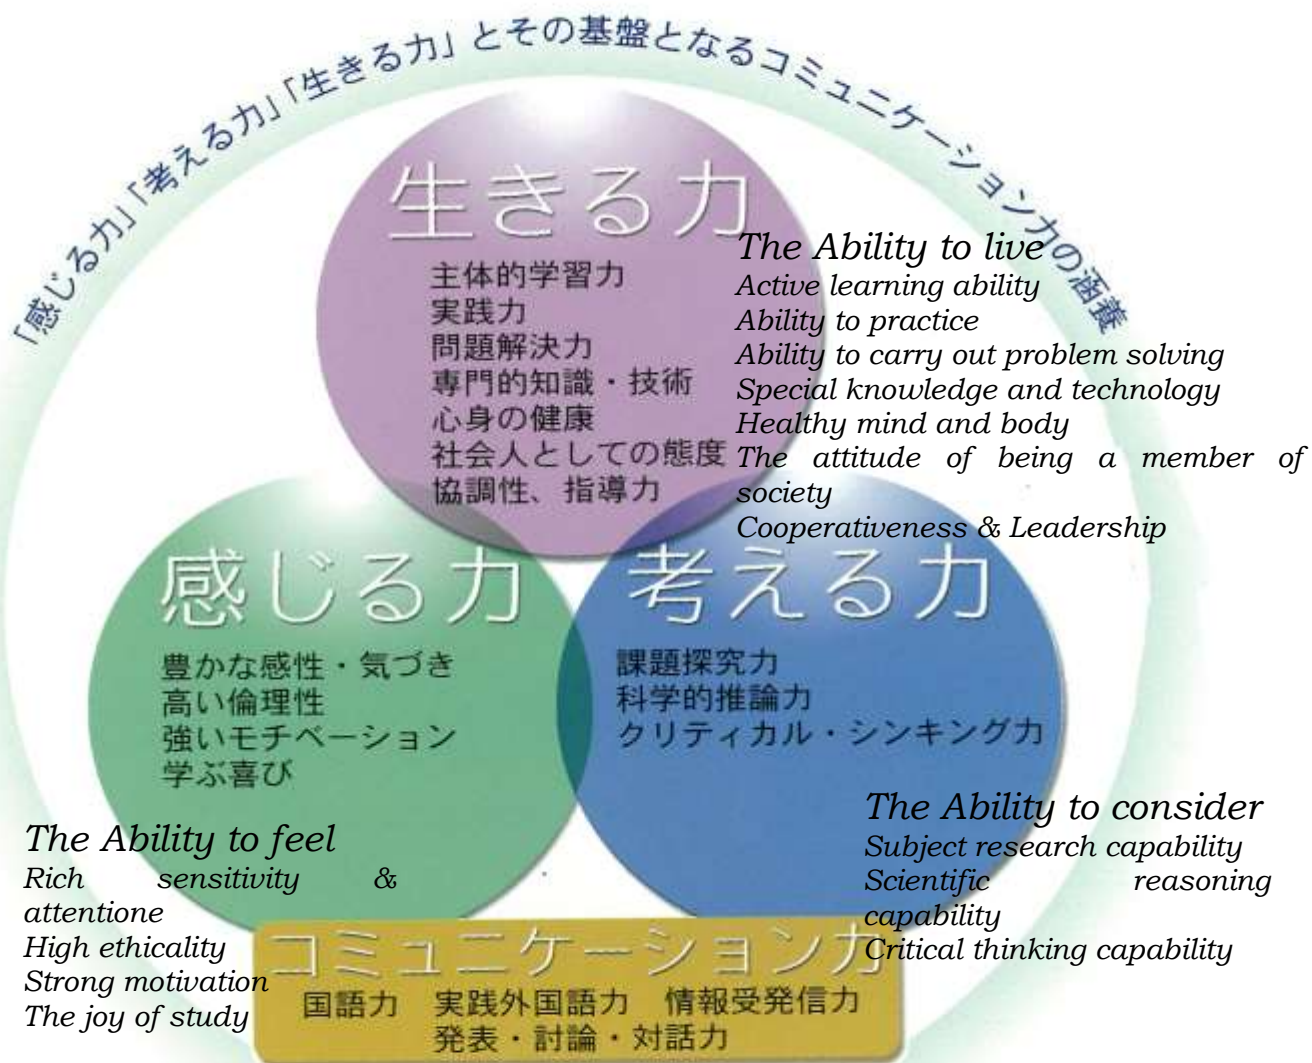 「感じる力」「考える力」「生きる力」とその基盤となるコミュニケーション力の涵養
生きる力
主体的学習力
実践力
問題解決力
専門的知識・技術
心身の健康
社会人としての態度
協調性、指導力
The Ability to live
Active learning ability
Ability to practice
Ability to carry out problem solving
Special knowledge and technology
Healthy mind and body
The attitude of being a member of
society
Cooperativeness & Leadership
感じる力
豊かな感性・気づき
高い倫理性
強いモチベーション
学ぶ喜び
The Ability to feel
Rich sensitivity &
attentione
High ethicality
Strong motivation
The joy of study
考える力
課題探究力
科学的推論力
クリティカル・シンキング力
The Ability to consider
Subject research capability
Scientific reasoning
capability
Critical thinking capability
コミュニケーション力
国語力 実践外国語力 情報受発信力
発表・討論・対話力